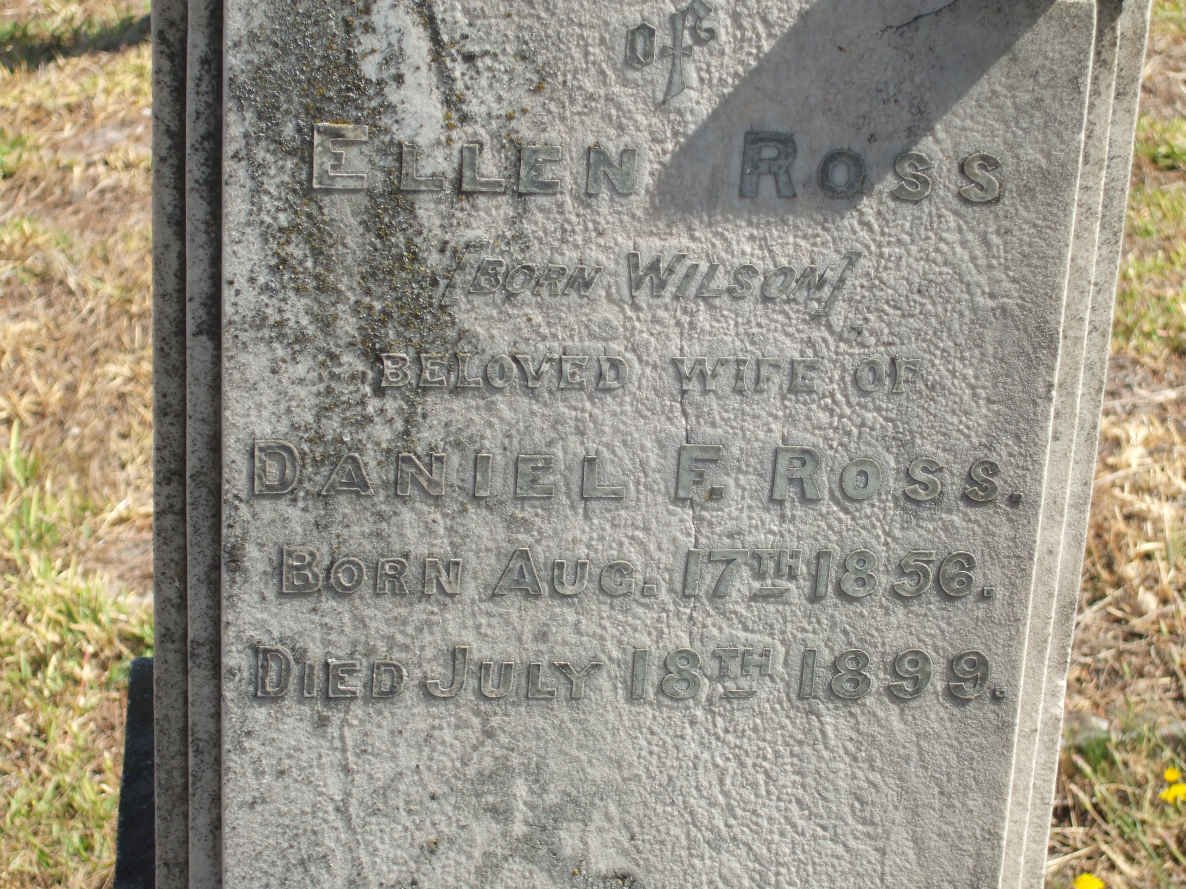 of
ELLEN ROSS
[BORN WILSON]
BELOVED WIFE OF
DANIEL F. ROSS.
BORN AUG. 17TH 1856.
DIED JULY 18TH 1899.